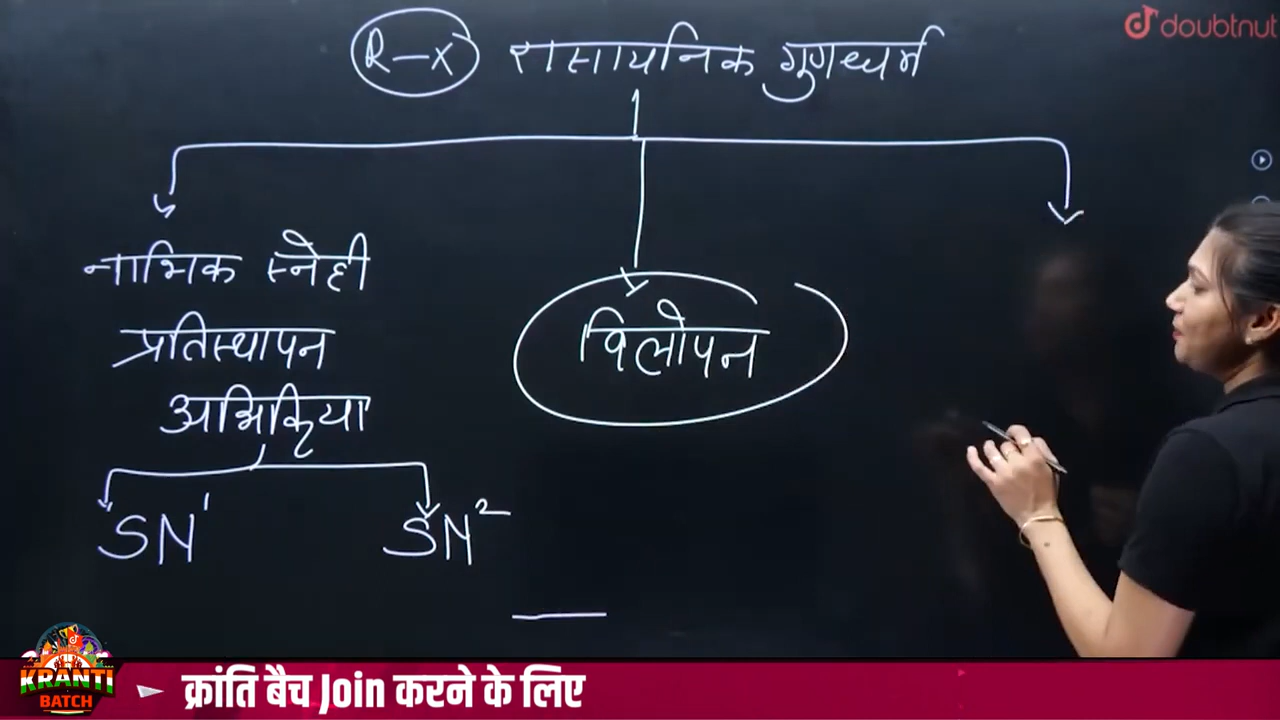 doubtnut
R-X रासायनिक गुणधर्म
नाभिक स्नेही
प्रतिस्थापन
अभिक्रिया
विलोपन
SN¹
SN²
KRANTI
BATCH
क्रांति बैच Join करने के लिए